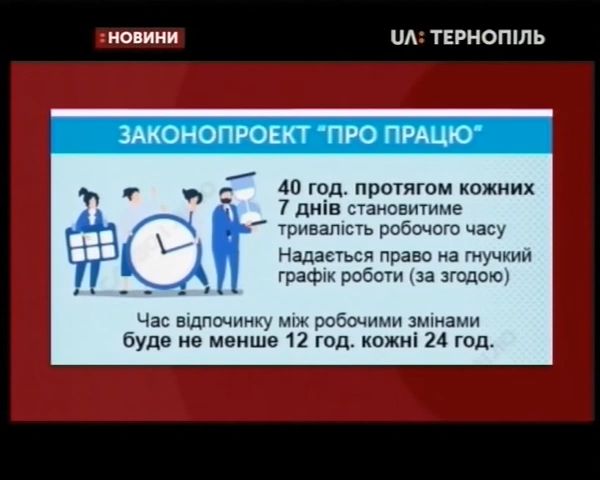 :НОВИНИ
UA: ТЕРНОПІЛЬ
ЗАКОНОПРОЕКТ "ПРО ПРАЦЮ"
40 год. протягом кожних
7 днів становитиме
тривалість робочого часу
Надається право на гнучкий
графік роботи (за згодою)
Час відпочинку між робочими змінами
буде не менше 12 год. кожні 24 год.